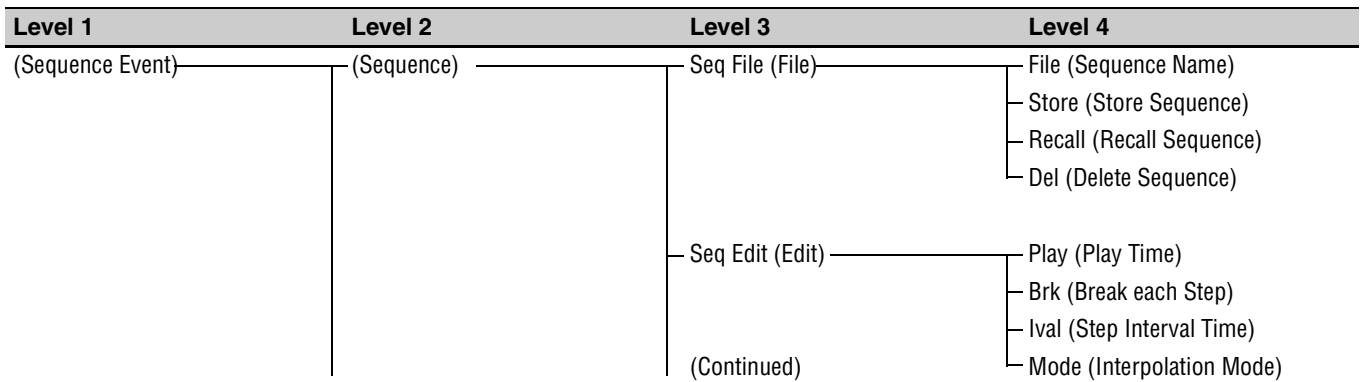 Level 1 Level 2 Level 3 Level 4
(Sequence Event) (Sequence) Seq File (File) File (Sequence Name)
Store (Store Sequence)
Recall (Recall Sequence)
Del (Delete Sequence)
Seq Edit (Edit) Play (Play Time)
Brk (Break each Step)
Ival (Step Interval Time)
(Continued) Mode (Interpolation Mode)